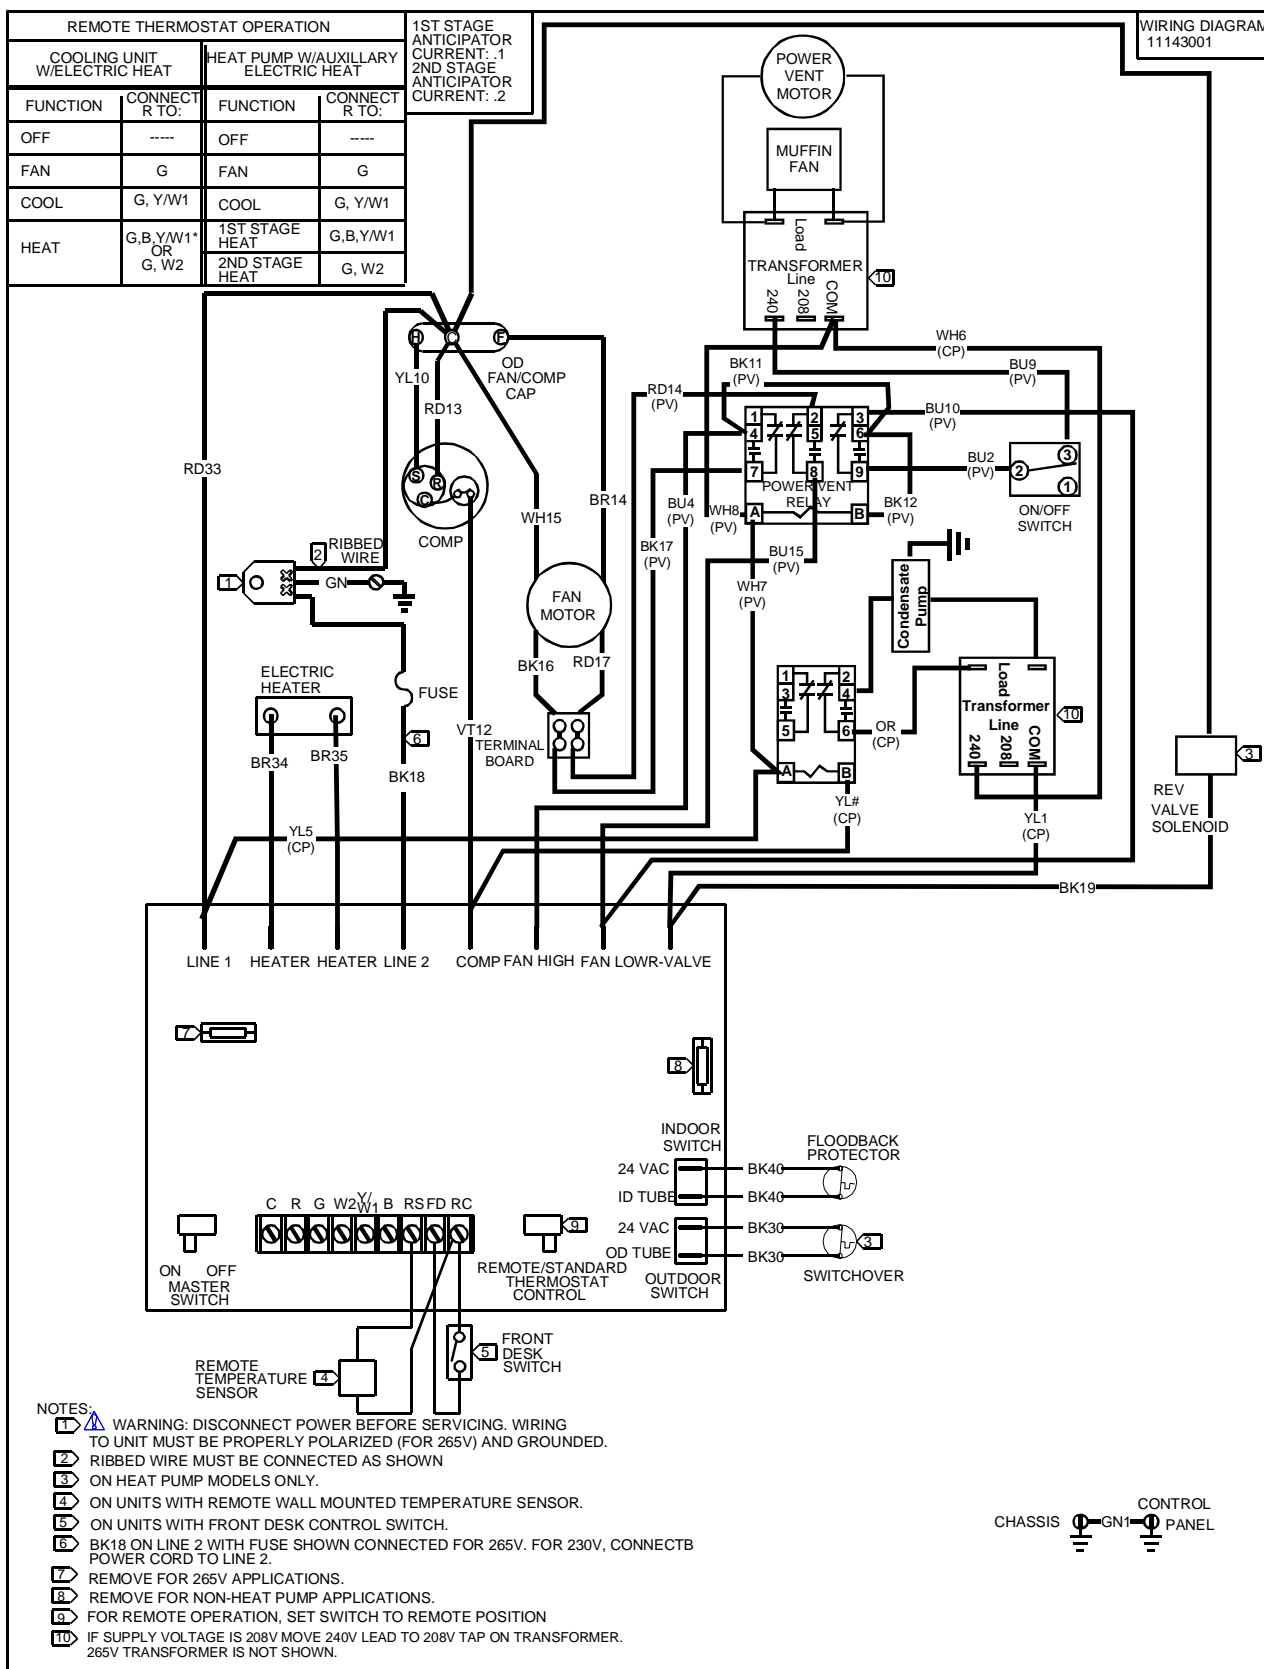 REMOTE THERMOSTAT OPERATION
COOLING UNIT
W/ELECTRIC HEAT
HEAT PUMP W/AUXILLARY
ELECTRIC HEAT
FUNCTION
CONNECT
R TO:
FUNCTION
CONNECT
R TO:
OFF
-----
OFF
-----
FAN
G
FAN
G
COOL
G, Y/W1
COOL
G, Y/W1
HEAT
G,B,Y/W1*
OR
G, W2
1ST STAGE
HEAT
G,B,Y/W1
2ND STAGE
HEAT
G, W2
1ST STAGE
ANTICIPATOR
CURRENT: .1
2ND STAGE
ANTICIPATOR
CURRENT: .2
WIRING DIAGRAM
11143001
POWER
VENT
MOTOR
MUFFIN
FAN
Load
TRANSFORMER
Line
240
208
COM
10
H
C
F
OD
FAN/COMP
CAP
YL10
RD13
RD33
S
R
C
COMP
WH15
BR14
WH6
(CP)
BK11
(PV)
BU9
(PV)
RD14
(PV)
BU10
(PV)
1
2
3
4
5
6
7
8
9
POWER VENT
RELAY
A
B
BU2
(PV)
3
2
1
ON/OFF
SWITCH
BU4
(PV)
WH8
(PV)
BK12
(PV)
BK17
(PV)
BU15
(PV)
WH7
(PV)
2
RIBBED
WIRE
1
GN
FAN
MOTOR
Condensate
Pump
BK16
RD17
ELECTRIC
HEATER
FUSE
6
BR34
BR35
BK18
VT12
TERMINAL
BOARD
1
2
3
4
5
6
A
B
OR
(CP)
Load
Transformer
Line
240
208
COM
10
3
REV
VALVE
SOLENOID
YL#
(CP)
YL1
(CP)
YL5
(CP)
BK19
LINE 1
HEATER
HEATER
LINE 2
COMP
FAN HIGH
FAN LOW
R-VALVE
7
8
INDOOR
SWITCH
24 VAC
BK40
ID TUBE
BK40
FLOODBACK
PROTECTOR
24 VAC
BK30
OD TUBE
BK30
3
SWITCHOVER
OUTDOOR
SWITCH
C R G W2 Y/W1 B RS FD RC
ON OFF
MASTER
SWITCH
9
REMOTE/STANDARD
THERMOSTAT
CONTROL
5
FRONT
DESK
SWITCH
REMOTE
TEMPERATURE
SENSOR
4
NOTES:
1 WARNING: DISCONNECT POWER BEFORE SERVICING. WIRING
TO UNIT MUST BE PROPERLY POLARIZED (FOR 265V) AND GROUNDED.
2 RIBBED WIRE MUST BE CONNECTED AS SHOWN
3 ON HEAT PUMP MODELS ONLY.
4 ON UNITS WITH REMOTE WALL MOUNTED TEMPERATURE SENSOR.
5 ON UNITS WITH FRONT DESK CONTROL SWITCH.
6 BK18 ON LINE 2 WITH FUSE SHOWN CONNECTED FOR 265V. FOR 230V, CONNECTB
POWER CORD TO LINE 2.
7 REMOVE FOR 265V APPLICATIONS.
8 REMOVE FOR NON-HEAT PUMP APPLICATIONS.
9 FOR REMOTE OPERATION, SET SWITCH TO REMOTE POSITION
10 IF SUPPLY VOLTAGE IS 208V MOVE 240V LEAD TO 208V TAP ON TRANSFORMER.
265V TRANSFORMER IS NOT SHOWN.
CHASSIS
GN1
CONTROL
PANEL